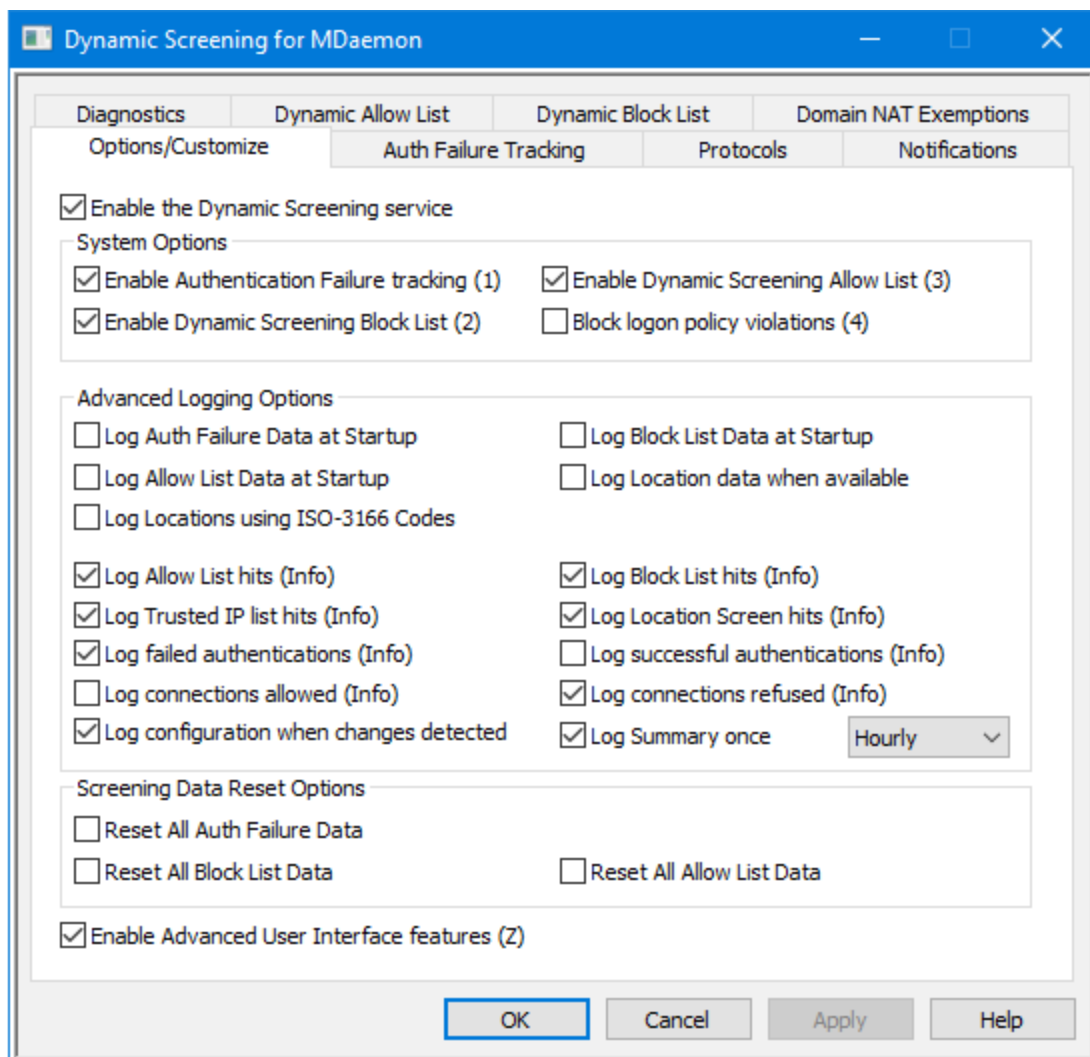 Dynamic Screening for MDaemon
Diagnostics Dynamic Allow List Dynamic Block List Domain NAT Exemptions
Options/Customize Auth Failure Tracking Protocols Notifications
Enable the Dynamic Screening service
System Options
Enable Authentication Failure tracking (1) Enable Dynamic Screening Allow List (3)
Enable Dynamic Screening Block List (2) Block logon policy violations (4)
Advanced Logging Options
Log Auth Failure Data at Startup Log Block List Data at Startup
Log Allow List Data at Startup Log Location data when available
Log Locations using ISO-3166 Codes
Log Allow List hits (Info) Log Block List hits (Info)
Log Trusted IP list hits (Info) Log Location Screen hits (Info)
Log failed authentications (Info) Log successful authentications (Info)
Log connections allowed (Info) Log connections refused (Info)
Log configuration when changes detected Log Summary once Hourly
Screening Data Reset Options
Reset All Auth Failure Data
Reset All Block List Data Reset All Allow List Data
Enable Advanced User Interface features (Z)
OK Cancel Apply Help